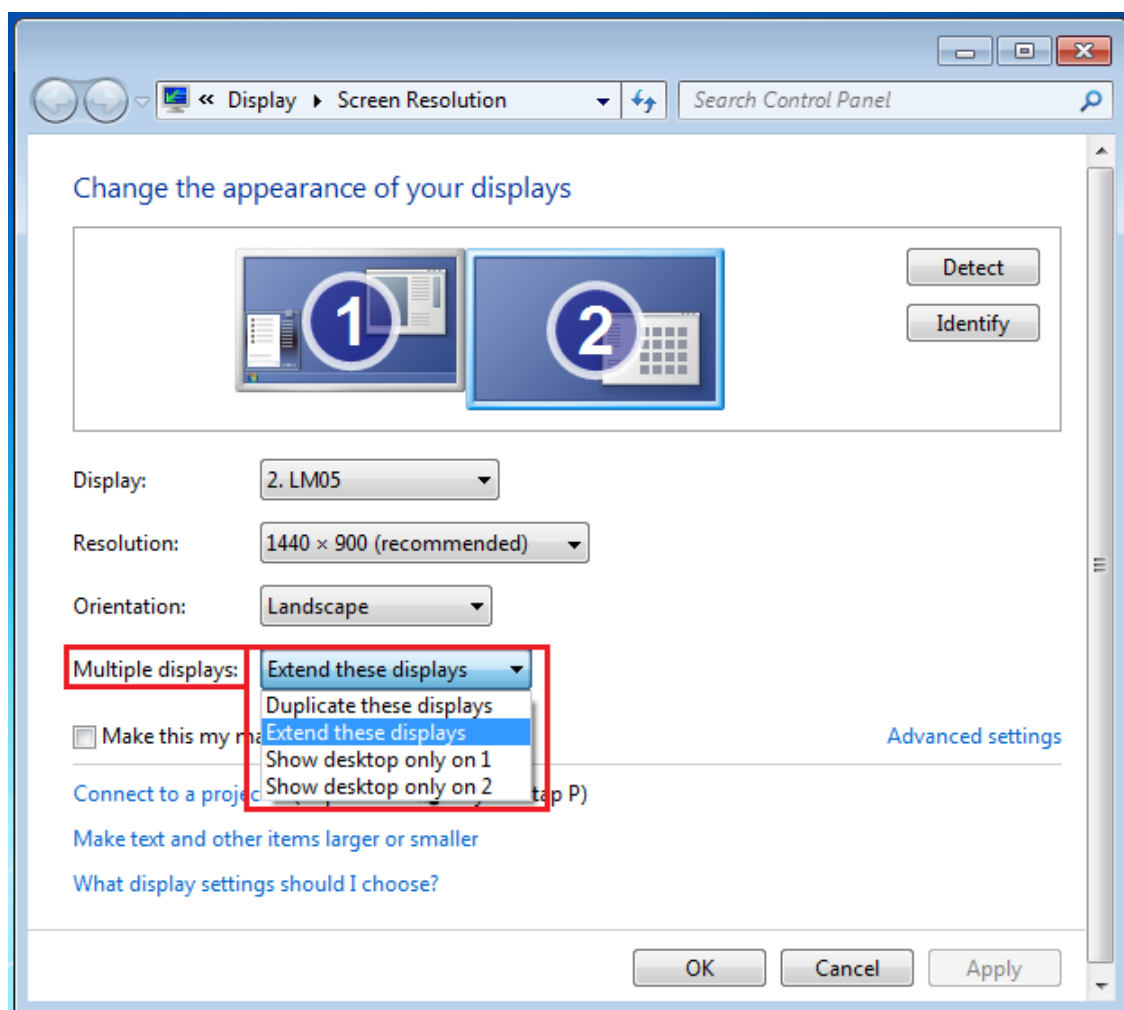 « Display Screen Resolution
Search Control Panel
Change the appearance of your displays
1
2
Detect
Identify
Display: 2. LM05
Resolution: 1440 × 900 (recommended)
Orientation: Landscape
Multiple displays: Extend these displays
Duplicate these displays
Make this my Extend these displays Advanced settings
Show desktop only on 1
Connect to a Show desktop only on 2 tap P)
Make text and other items larger or smaller
What display settings should I choose?
OK Cancel Apply